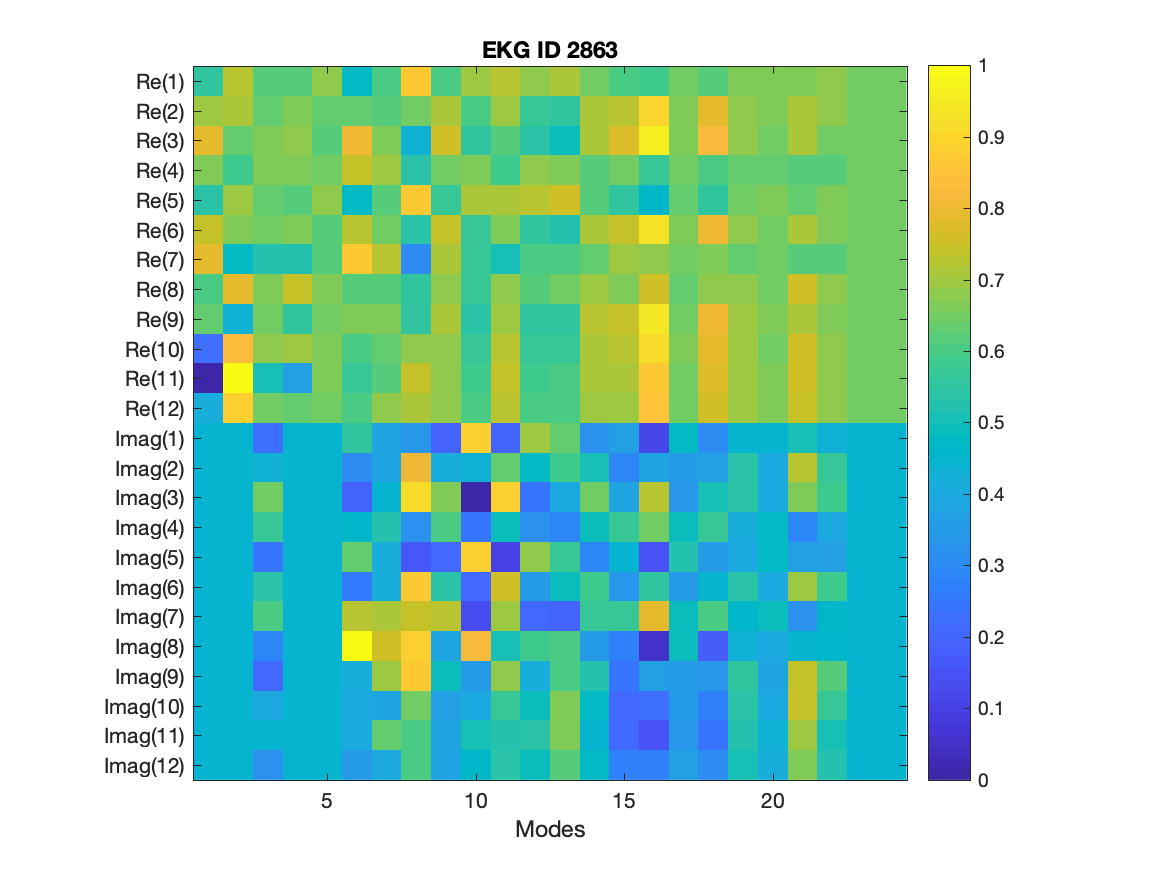 EKG ID 2863
Re(1)
Re(2)
Re(3)
Re(4)
Re(5)
Re(6)
Re(7)
Re(8)
Re(9)
Re(10)
Re(11)
Re(12)
Imag(1)
Imag(2)
Imag(3)
Imag(4)
Imag(5)
Imag(6)
Imag(7)
Imag(8)
Imag(9)
Imag(10)
Imag(11)
Imag(12)
5 10 15 20
Modes
1
0.9
0.8
0.7
0.6
0.5
0.4
0.3
0.2
0.1
0